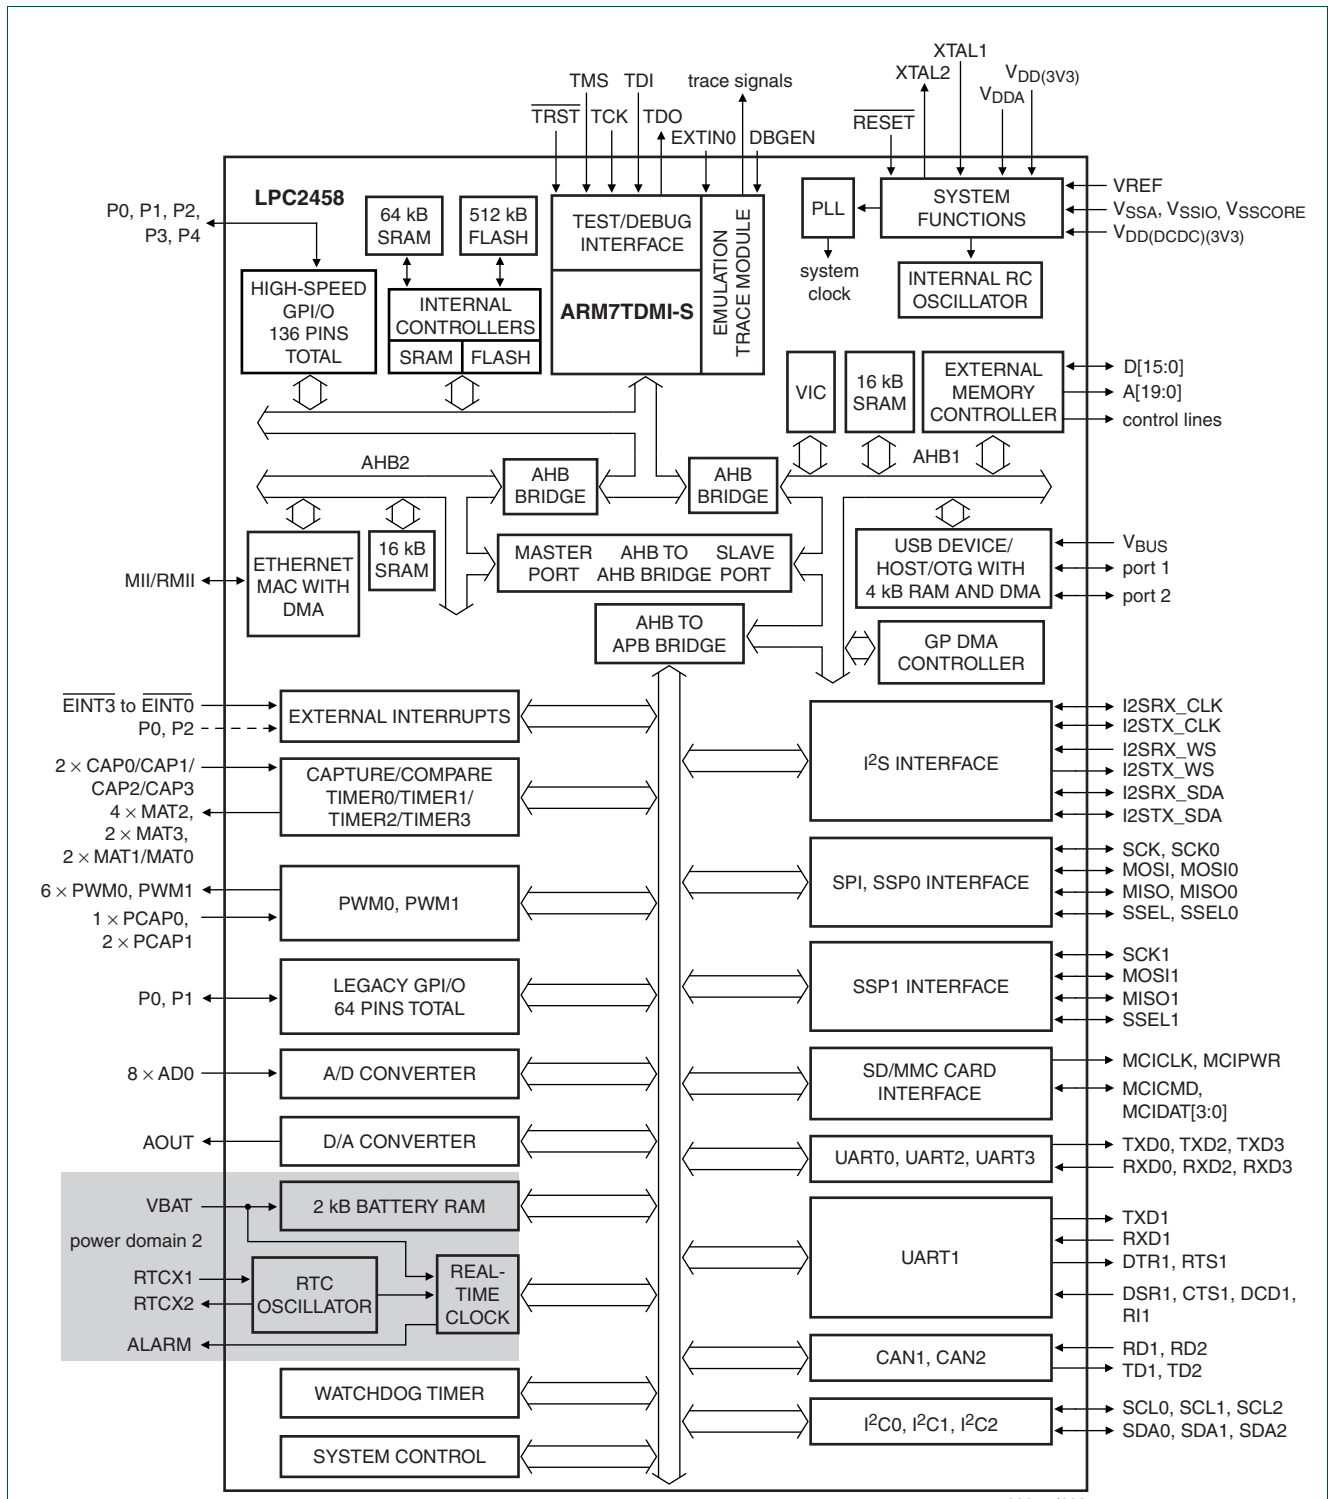 XTAL1
XTAL2
VDD(3V3)
VDDA
TMS
TDI
trace signals
TRST
TCK
TDO
EXTIN0
DBGEN
RESET
LPC2458
P0, P1, P2,
P3, P4
64 kB
SRAM
512 kB
FLASH
TEST/DEBUG
INTERFACE
EMULATION
TRACE MODULE
PLL
SYSTEM
FUNCTIONS
VREF
VSSA, VSSIO, VSSCORE
VDD(DCDC)(3V3)
system
clock
INTERNAL RC
OSCILLATOR
HIGH-SPEED
GPI/O
136 PINS
TOTAL
INTERNAL
CONTROLLERS
SRAM
FLASH
ARM7TDMI-S
VIC
16 kB
SRAM
EXTERNAL
MEMORY
CONTROLLER
D[15:0]
A[19:0]
control lines
AHB2
AHB
BRIDGE
AHB
BRIDGE
AHB1
ETHERNET
MAC WITH
DMA
MII/RMII
16 kB
SRAM
MASTER AHB TO SLAVE
PORT AHB BRIDGE PORT
USB DEVICE/
HOST/OTG WITH
4 kB RAM AND DMA
VBUS
port 1
port 2
AHB TO
APB BRIDGE
GP DMA
CONTROLLER
EINT3 to EINT0
P0, P2
EXTERNAL INTERRUPTS
2 × CAP0/CAP1/
CAP2/CAP3
4 × MAT2,
2 × MAT3,
2 × MAT1/MAT0
CAPTURE/COMPARE
TIMER0/TIMER1/
TIMER2/TIMER3
6 × PWM0, PWM1
1 × PCAP0,
2 × PCAP1
PWM0, PWM1
P0, P1
LEGACY GPI/O
64 PINS TOTAL
8 × AD0
A/D CONVERTER
AOUT
D/A CONVERTER
VBAT
2 kB BATTERY RAM
power domain 2
RTCX1
RTCX2
RTC
OSCILLATOR
REAL-
TIME
CLOCK
ALARM
WATCHDOG TIMER
SYSTEM CONTROL
I2S INTERFACE
I2SRX_CLK
I2STX_CLK
I2SRX_WS
I2STX_WS
I2SRX_SDA
I2STX_SDA
SPI, SSP0 INTERFACE
SCK, SCK0
MOSI, MOSI0
MISO, MISO0
SSEL, SSEL0
SSP1 INTERFACE
SCK1
MOSI1
MISO1
SSEL1
SD/MMC CARD
INTERFACE
MCICLK, MCIPWR
MCICMD,
MCIDAT[3:0]
UART0, UART2, UART3
TXD0, TXD2, TXD3
RXD0, RXD2, RXD3
UART1
TXD1
RXD1
DTR1, RTS1
DSR1, CTS1, DCD1,
RI1
CAN1, CAN2
RD1, RD2
TD1, TD2
I2C0, I2C1, I2C2
SCL0, SCL1, SCL2
SDA0, SDA1, SDA2